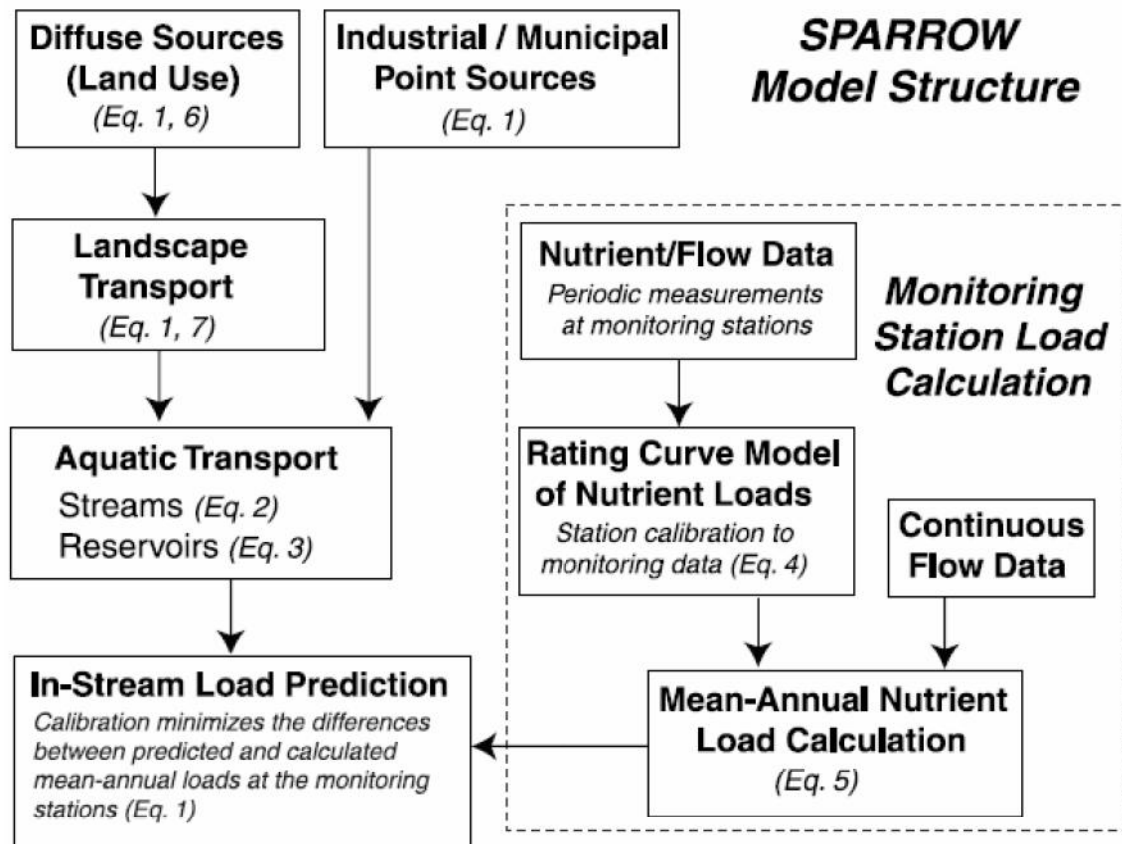 Diffuse Sources
(Land Use)
(Eq. 1, 6)
Industrial / Municipal
Point Sources
(Eq. 1)
SPARROW
Model Structure
Landscape
Transport
(Eq. 1, 7)
Nutrient/Flow Data
Periodic measurements
at monitoring stations
Monitoring
Station Load
Calculation
Aquatic Transport
Streams (Eq. 2)
Reservoirs (Eq. 3)
Rating Curve Model
of Nutrient Loads
Station calibration to
monitoring data (Eq. 4)
Continuous
Flow Data
In-Stream Load Prediction
Calibration minimizes the differences
between predicted and calculated
mean-annual loads at the monitoring
stations (Eq. 1)
Mean-Annual Nutrient
Load Calculation
(Eq. 5)